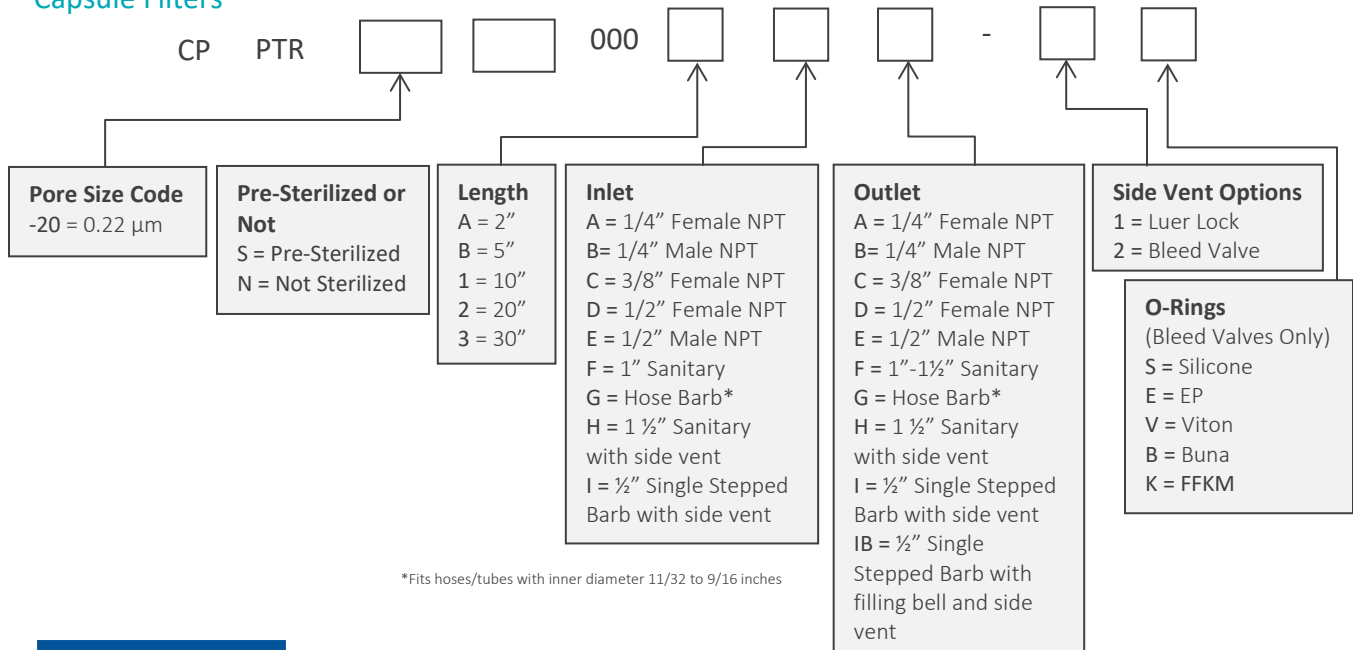 Capsule Filters
CP PTR 000 -
Pore Size Code
-20 = 0.22 µm
Pre-Sterilized or
Not
S = Pre-Sterilized
N = Not Sterilized
Length
A = 2”
B = 5”
1 = 10”
2 = 20”
3 = 30”
Inlet
A = 1/4” Female NPT
B= 1/4” Male NPT
C = 3/8” Female NPT
D = 1/2” Female NPT
E = 1/2” Male NPT
F = 1” Sanitary
G = Hose Barb*
H = 1 ½” Sanitary
with side vent
I = ½” Single Stepped
Barb with side vent
Outlet
A = 1/4” Female NPT
B= 1/4” Male NPT
C = 3/8” Female NPT
D = 1/2” Female NPT
E = 1/2” Male NPT
F = 1”-1½” Sanitary
G = Hose Barb*
H = 1 ½” Sanitary
with side vent
I = ½” Single Stepped
Barb with side vent
IB = ½” Single
Stepped Barb with
filling bell and side
vent
Side Vent Options
1 = Luer Lock
2 = Bleed Valve
O-Rings
(Bleed Valves Only)
S = Silicone
E = EP
V = Viton
B = Buna
K = FFKM
*Fits hoses/tubes with inner diameter 11/32 to 9/16 inches